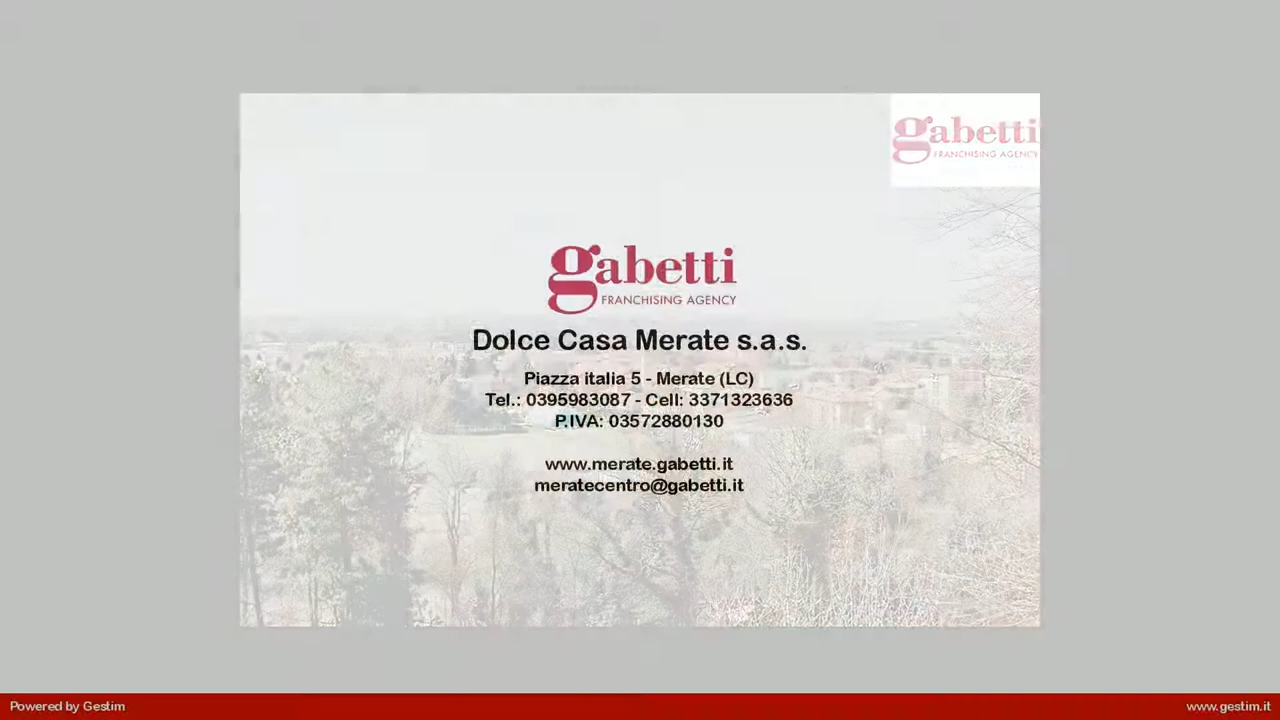 gabetti
FRANCHISING AGENCY
gabetti
FRANCHISING AGENCY
Dolce Casa Merate s.a.s.
Piazza italia 5 - Merate (LC)
Tel.: 0395983087 - Cell: 3371323636
P.IVA: 03572880130
www.merate.gabetti.it
meratecentro@gabetti.it
Powered by Gestim
www.gestim.it